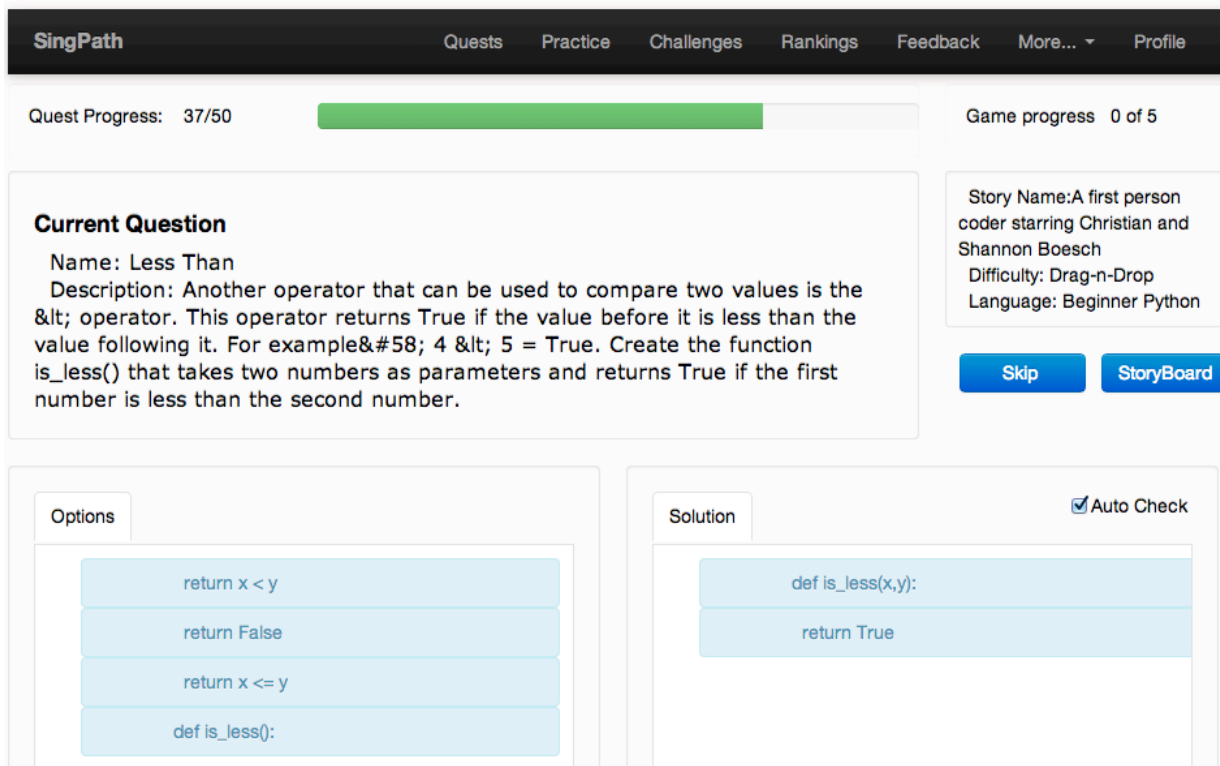 SingPath Quests Practice Challenges Rankings Feedback More... Profile
Quest Progress: 37/50
Game progress 0 of 5
Current Question
Name: Less Than
Description: Another operator that can be used to compare two values is the
&lt; operator. This operator returns True if the value before it is less than the
value following it. For example&#58; 4 &lt; 5 = True. Create the function
is_less() that takes two numbers as parameters and returns True if the first
number is less than the second number.
Story Name:A first person
coder starring Christian and
Shannon Boesch
Difficulty: Drag-n-Drop
Language: Beginner Python
Skip
StoryBoard
Options
return x < y
return False
return x <= y
def is_less():
Solution
Auto Check
def is_less(x,y):
return True